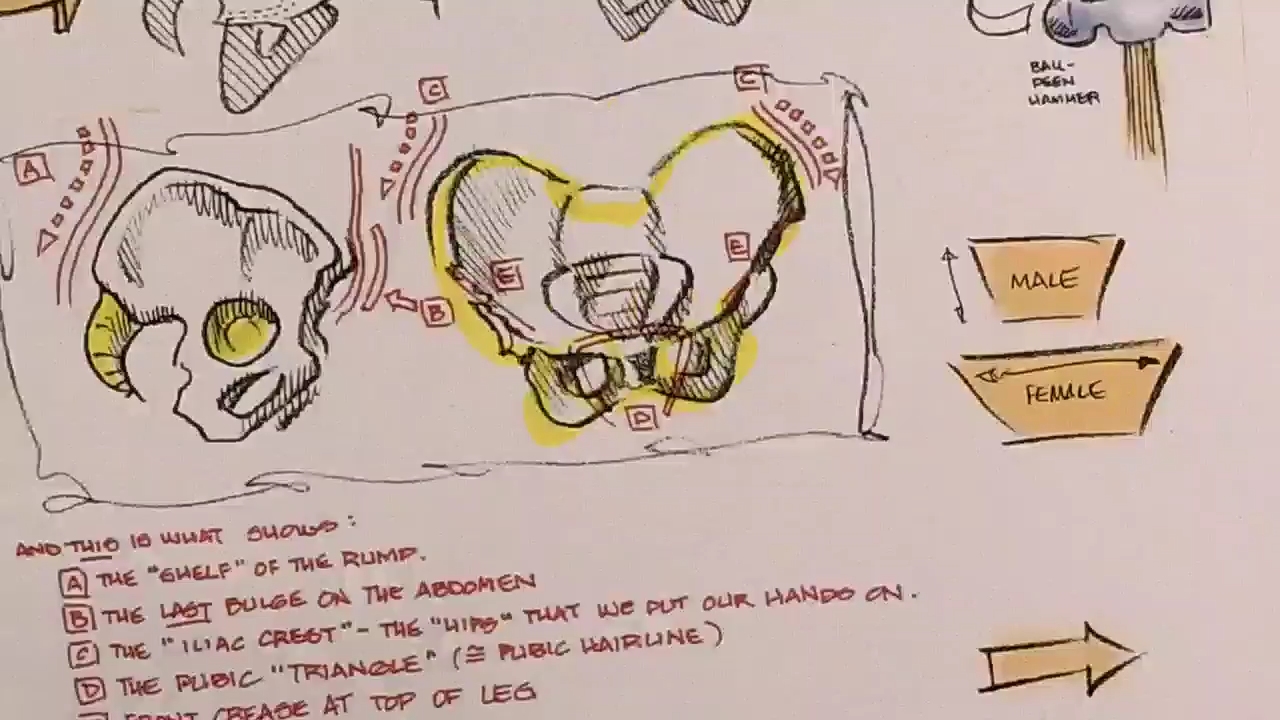 BALL-
PEEN
HAMMER
C
C
A
E
E
B
D
MALE
FEMALE
AND THIS IS WHAT SHOWS:
A THE "SHELF" OF THE RUMP.
B THE LAST BULGE ON THE ABDOMEN
C THE "ILIAC CREST" - THE "HIPS" THAT WE PUT OUR HANDS ON.
D THE PUBIC "TRIANGLE" (≅ PUBIC HAIRLINE)
FRONT CREASE AT TOP OF LEG